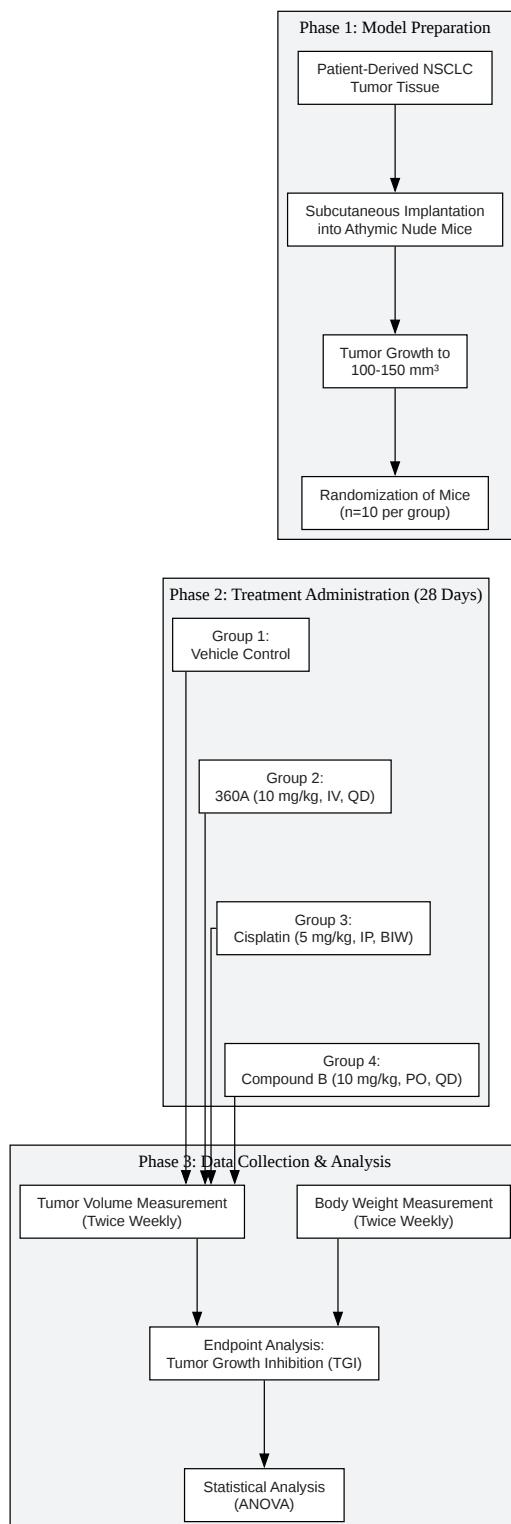 Phase 1: Model Preparation
Patient-Derived NSCLC
Tumor Tissue
Subcutaneous Implantation
into Athymic Nude Mice
Tumor Growth to
100-150 mm³
Randomization of Mice
(n=10 per group)
Phase 2: Treatment Administration (28 Days)
Group 1:
Vehicle Control
Group 2:
360A (10 mg/kg, IV, QD)
Group 3:
Cisplatin (5 mg/kg, IP, BIW)
Group 4:
Compound B (10 mg/kg, PO, QD)
Phase 3: Data Collection & Analysis
Tumor Volume Measurement
(Twice Weekly)
Body Weight Measurement
(Twice Weekly)
Endpoint Analysis:
Tumor Growth Inhibition (TGI)
Statistical Analysis
(ANOVA)